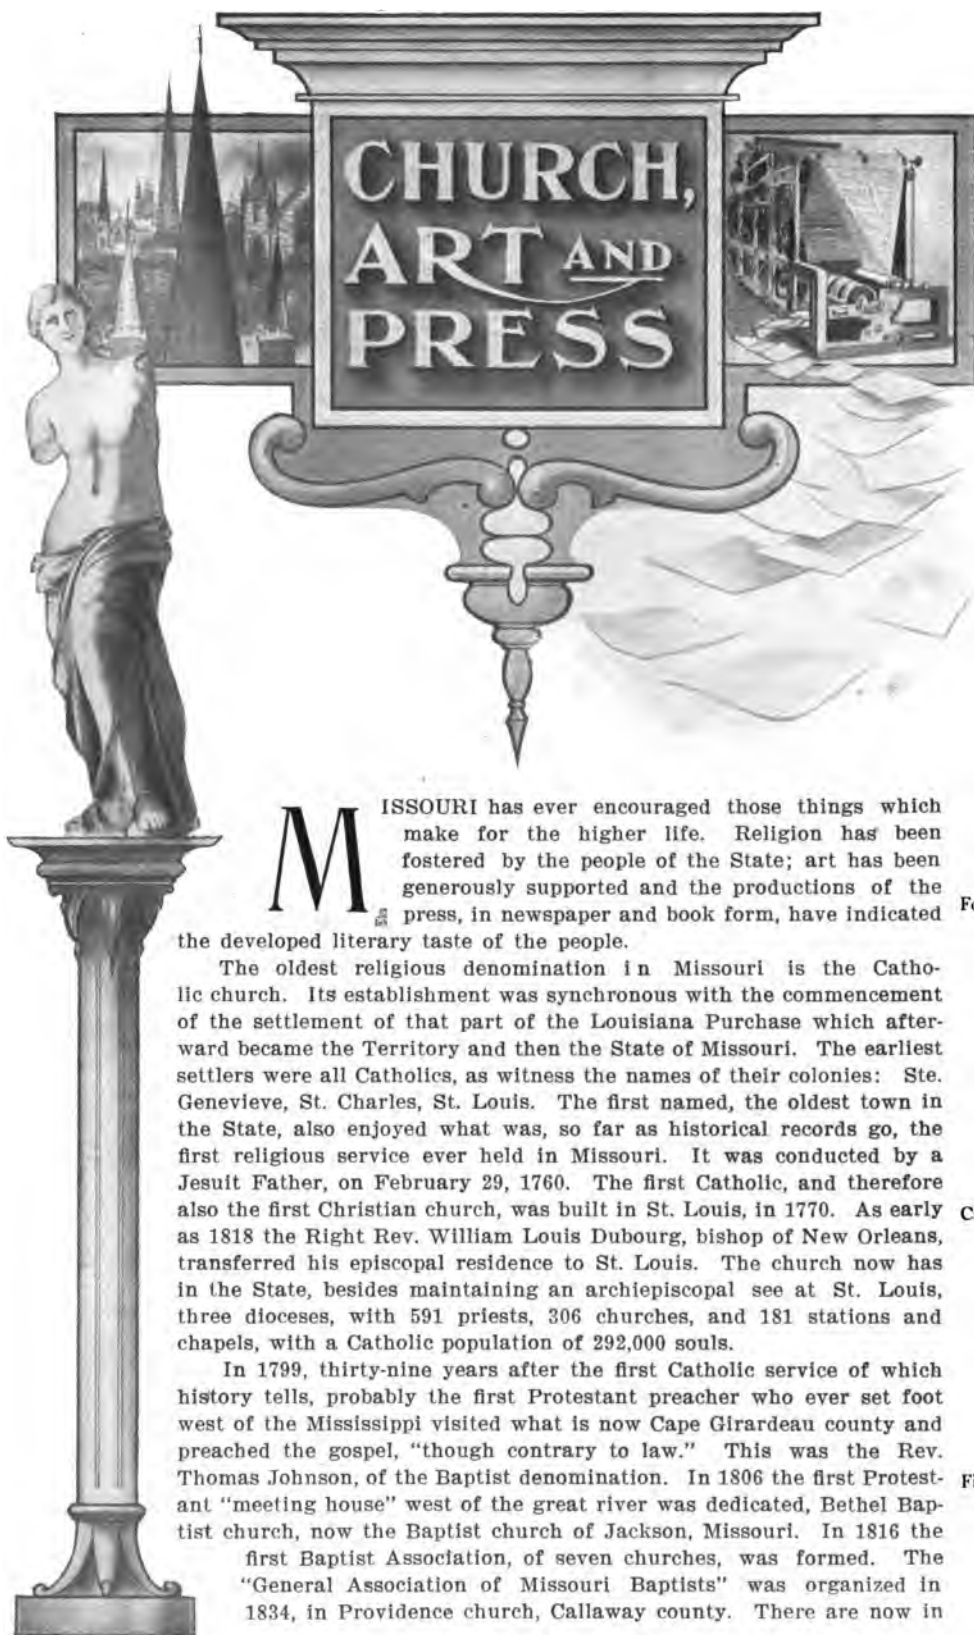 CHURCH,
ART AND
PRESS
MISSOURI has ever encouraged those things which
make for the higher life. Religion has been
fostered by the people of the State; art has been
generously supported and the productions of the
press, in newspaper and book form, have indicated
the developed literary taste of the people.
The oldest religious denomination in Missouri is the Catho-
lic church. Its establishment was synchronous with the commencement
of the settlement of that part of the Louisiana Purchase which after-
ward became the Territory and then the State of Missouri. The earliest
settlers were all Catholics, as witness the names of their colonies: Ste.
Genevieve, St. Charles, St. Louis. The first named, the oldest town in
the State, also enjoyed what was, so far as historical records go, the
first religious service ever held in Missouri. It was conducted by a
Jesuit Father, on February 29, 1760. The first Catholic, and therefore
also the first Christian church, was built in St. Louis, in 1770. As early
as 1818 the Right Rev. William Louis Dubourg, bishop of New Orleans,
transferred his episcopal residence to St. Louis. The church now has
in the State, besides maintaining an archiepiscopal see at St. Louis,
three dioceses, with 591 priests, 306 churches, and 181 stations and
chapels, with a Catholic population of 292,000 souls.
In 1799, thirty-nine years after the first Catholic service of which
history tells, probably the first Protestant preacher who ever set foot
west of the Mississippi visited what is now Cape Girardeau county and
preached the gospel, "though contrary to law." This was the Rev.
Thomas Johnson, of the Baptist denomination. In 1806 the first Protest-
ant "meeting house" west of the great river was dedicated, Bethel Bap-
tist church, now the Baptist church of Jackson, Missouri. In 1816 the
first Baptist Association, of seven churches, was formed. The
"General Association of Missouri Baptists" was organized in
1834, in Providence church, Callaway county. There are now in